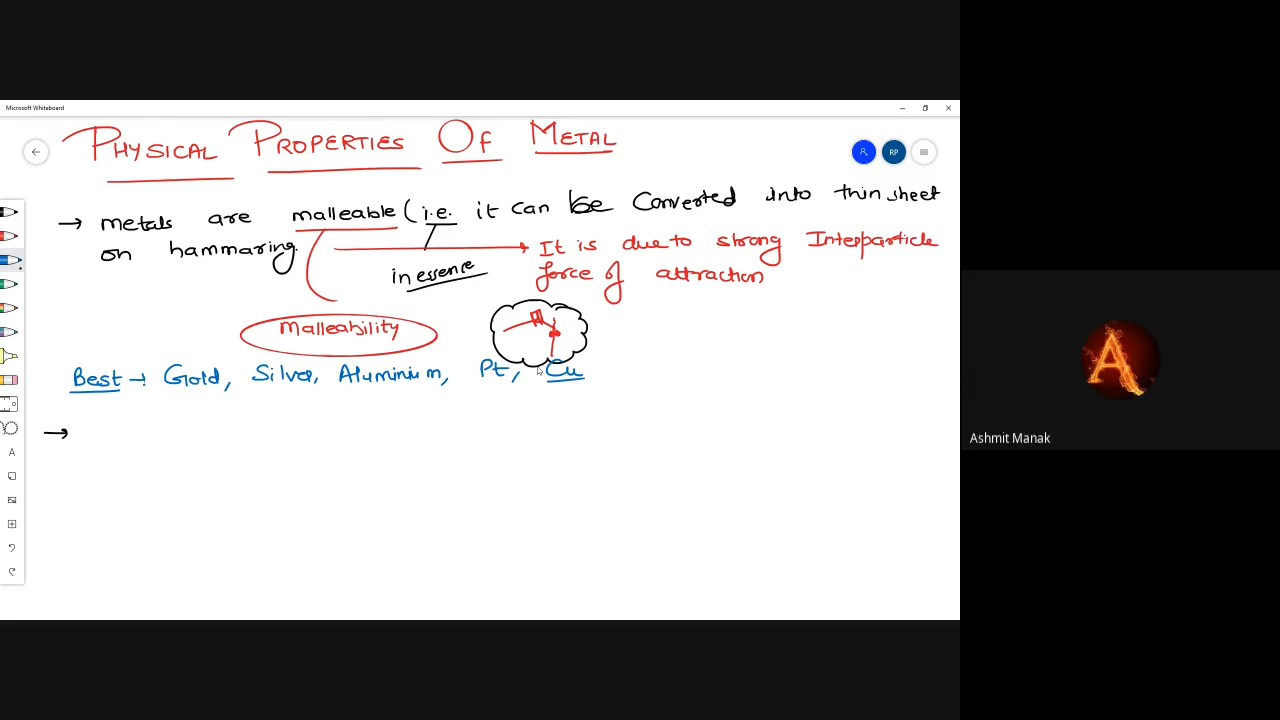 Microsoft Whiteboard
PHYSICAL PROPERTIES OF METAL
RP
→ metals are malleable (i.e. it can be Converted into thin sheet
on hammaring.
→ It is due to strong Interparticle
force of attraction
in essence
Malleability
Best → Gold, Silver, Aluminium, Pt, Cu
→
A
Ashmit Manak
A